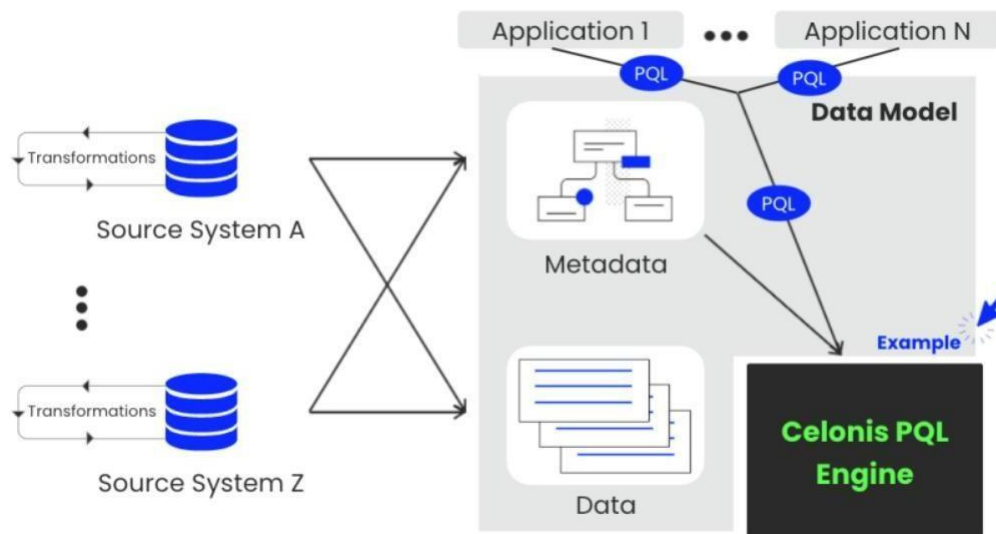 Application 1
Application N
PQL
PQL
Data Model
Transformations
Source System A
PQL
Metadata
Example
Transformations
Source System Z
Celonis PQL
Engine
Data